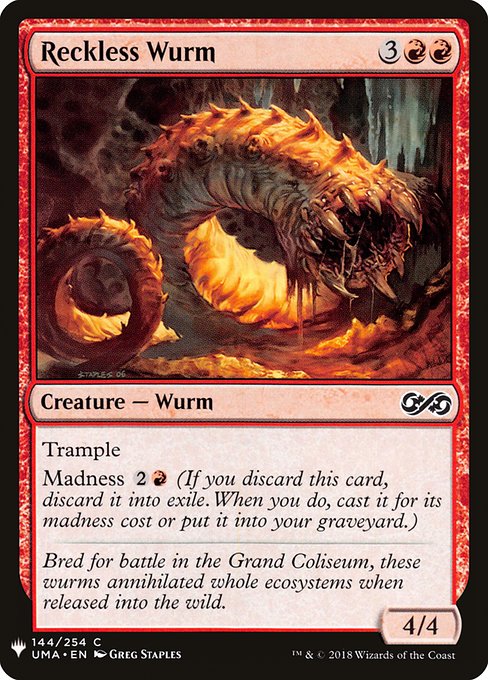 Reckless Wurm 3
STAPLES 06
Creature — Wurm
Trample
Madness 2 (If you discard this card,
discard it into exile. When you do, cast it for its
madness cost or put it into your graveyard.)
Bred for battle in the Grand Coliseum, these
wurms annihilated whole ecosystems when
released into the wild.
4/4
144/254 C
UMA • EN Greg Staples
™ & © 2018 Wizards of the Coast